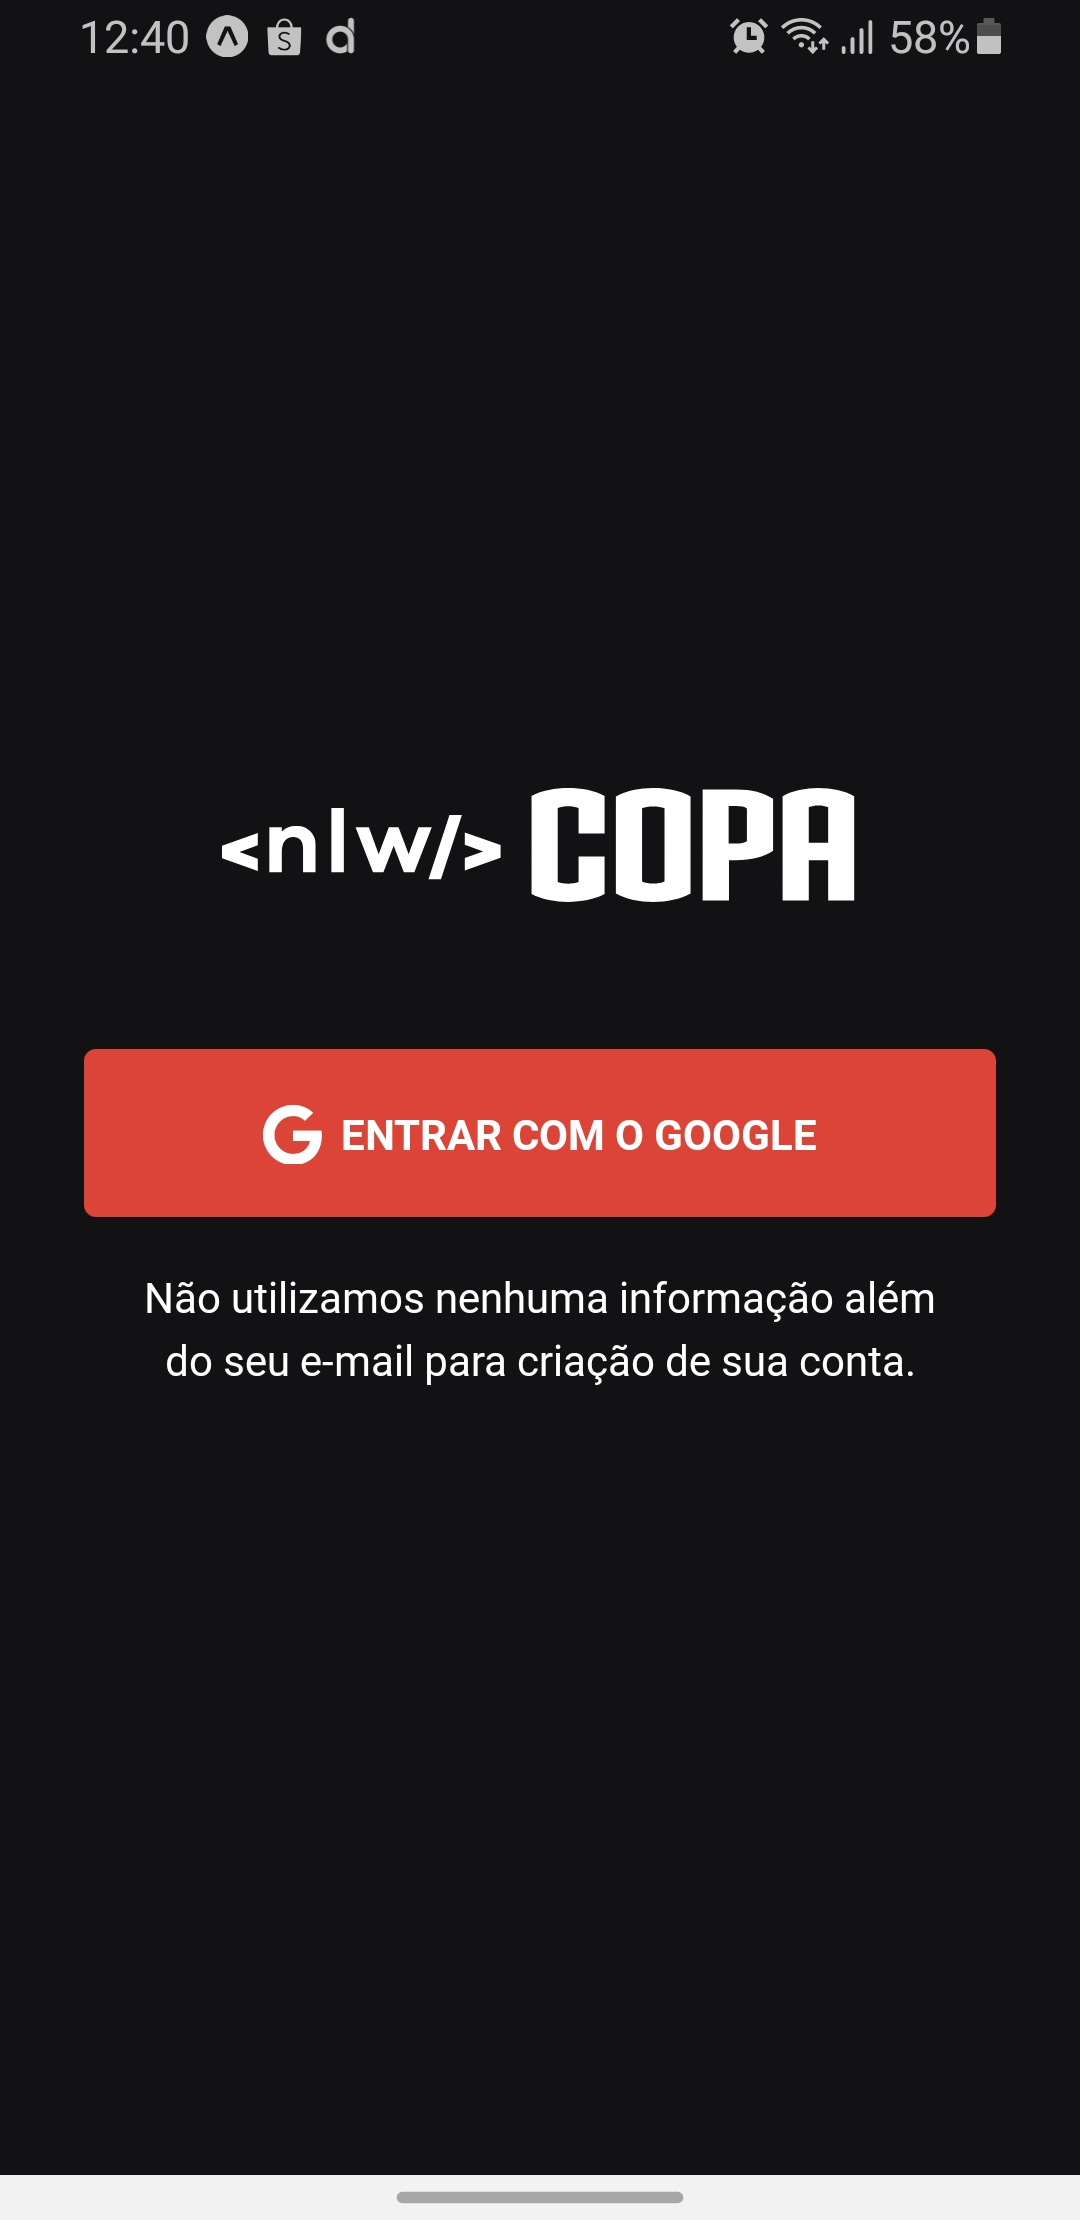 12:40
58%
<nlw/> COPA
ENTRAR COM O GOOGLE
Não utilizamos nenhuma informação além
do seu e-mail para criação de sua conta.